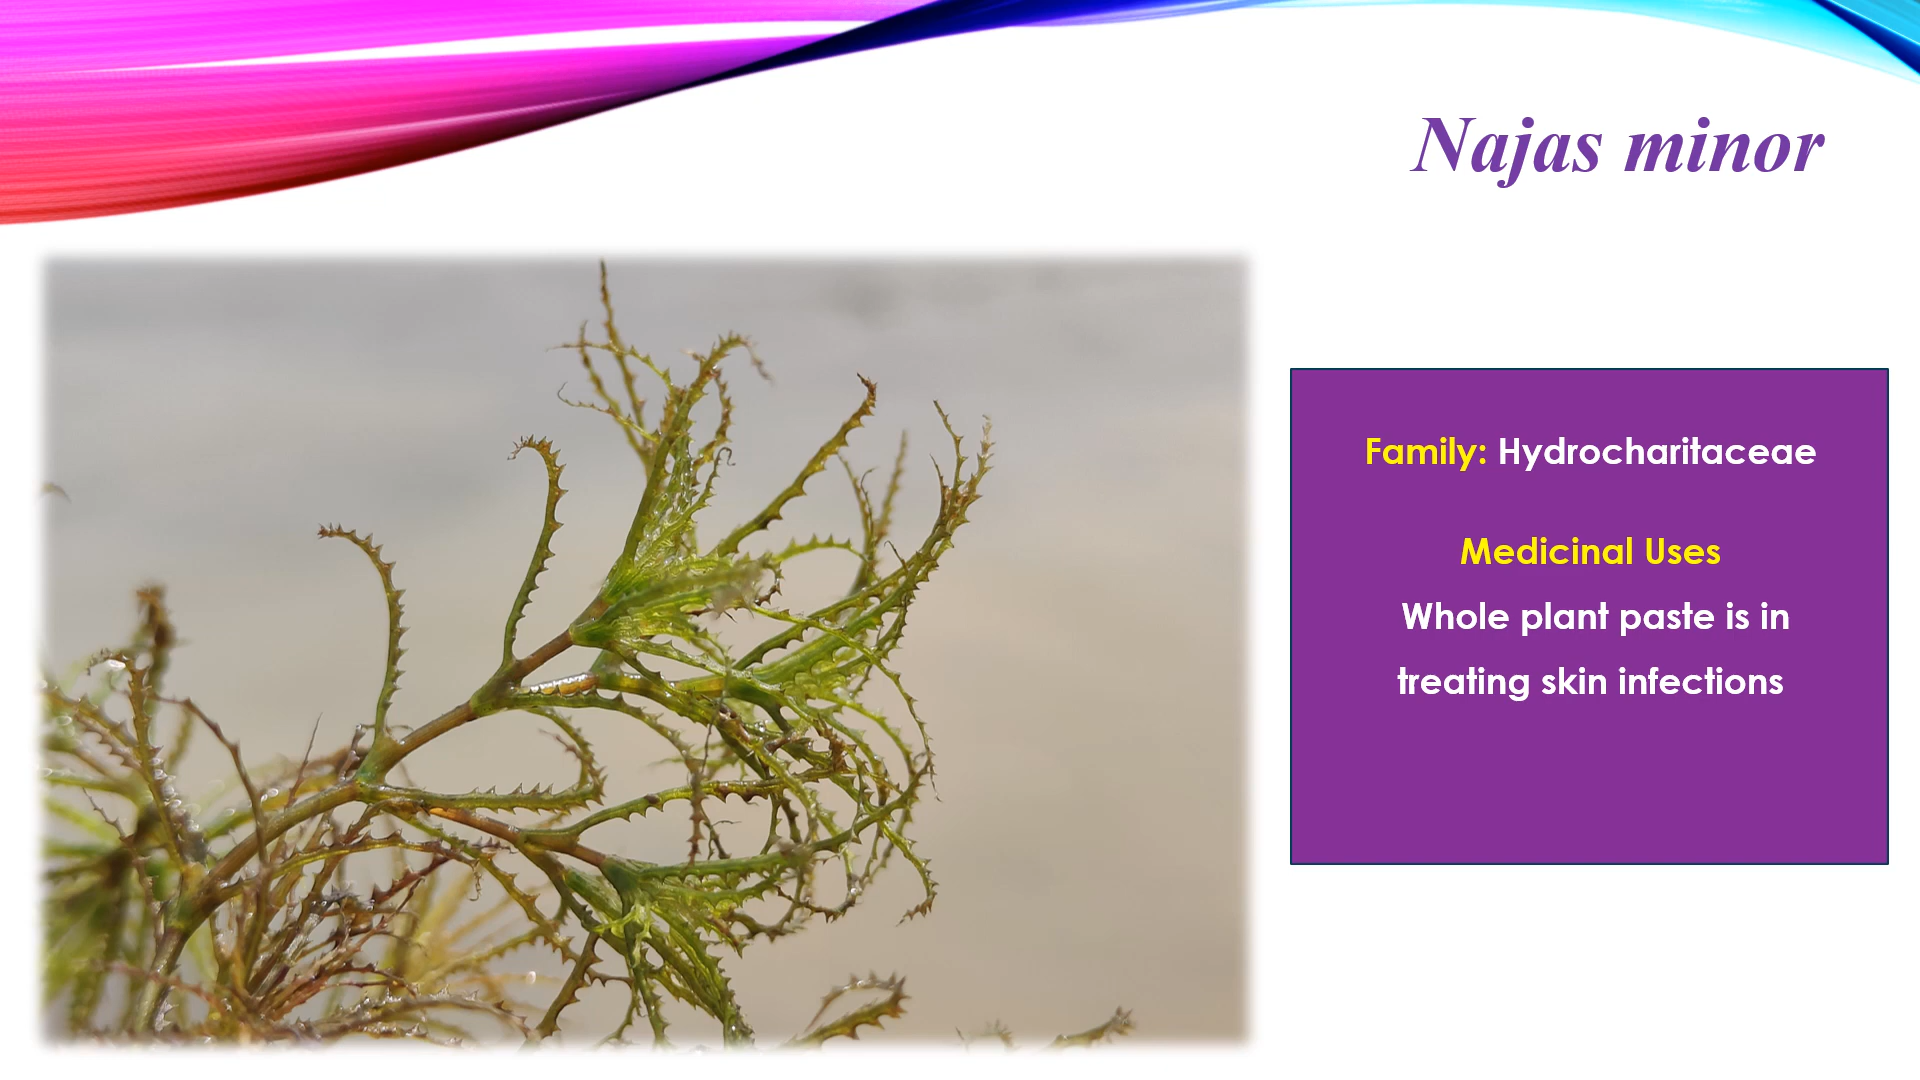 Najas minor
Family: Hydrocharitaceae
Medicinal Uses
Whole plant paste is in
treating skin infections